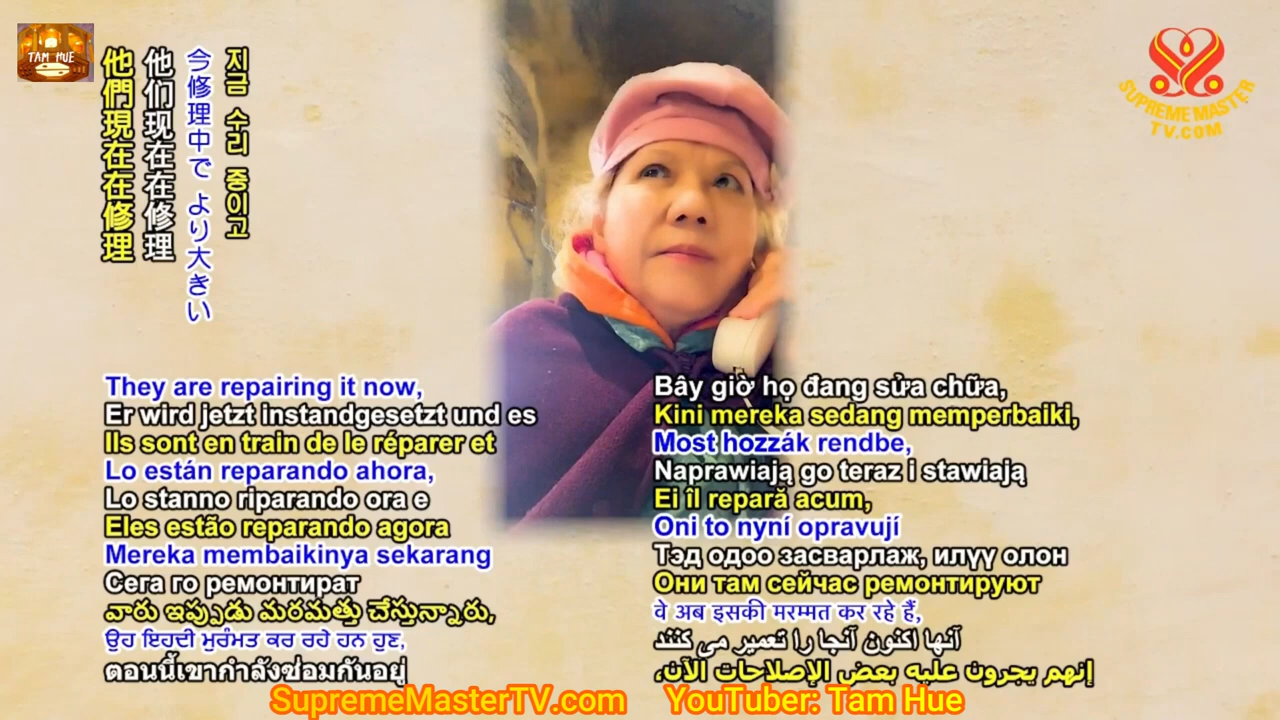 TAM HUE
他們現在在修理
他们现在在修理
今修理中で より大きい
지금 수리 중이고
SUPREME MASTER
TV.COM
They are repairing it now,
Er wird jetzt instandgesetzt und es
Ils sont en train de le réparer et
Lo están reparando ahora,
Lo stanno riparando ora e
Eles estão reparando agora
Mereka membaikinya sekarang
Сега го ремонтират
వారు ఇప్పుడు మరమత్తు చేస్తున్నారు,
ਉਹ ਇਹਦੀ ਮੁਰੰਮਤ ਕਰ ਰਹੇ ਹਨ ਹੁਣ,
ตอนนี้เขากำลังซ่อมกันอยู่
Bây giờ họ đang sửa chữa,
Kini mereka sedang memperbaiki,
Most hozzák rendbe,
Naprawiają go teraz i stawiają
Ei îl repară acum,
Oni to nyní opravují
Тэд одоо засварлаж, илүү олон
Они там сейчас ремонтируют
वे अब इसकी मरम्मत कर रहे हैं,
آنها اکنون آنجا را تعمیر می کنند
إنهم يجرون عليه بعض الإصلاحات الآن،
SupremeMasterTV.com
YouTuber: Tam Hue